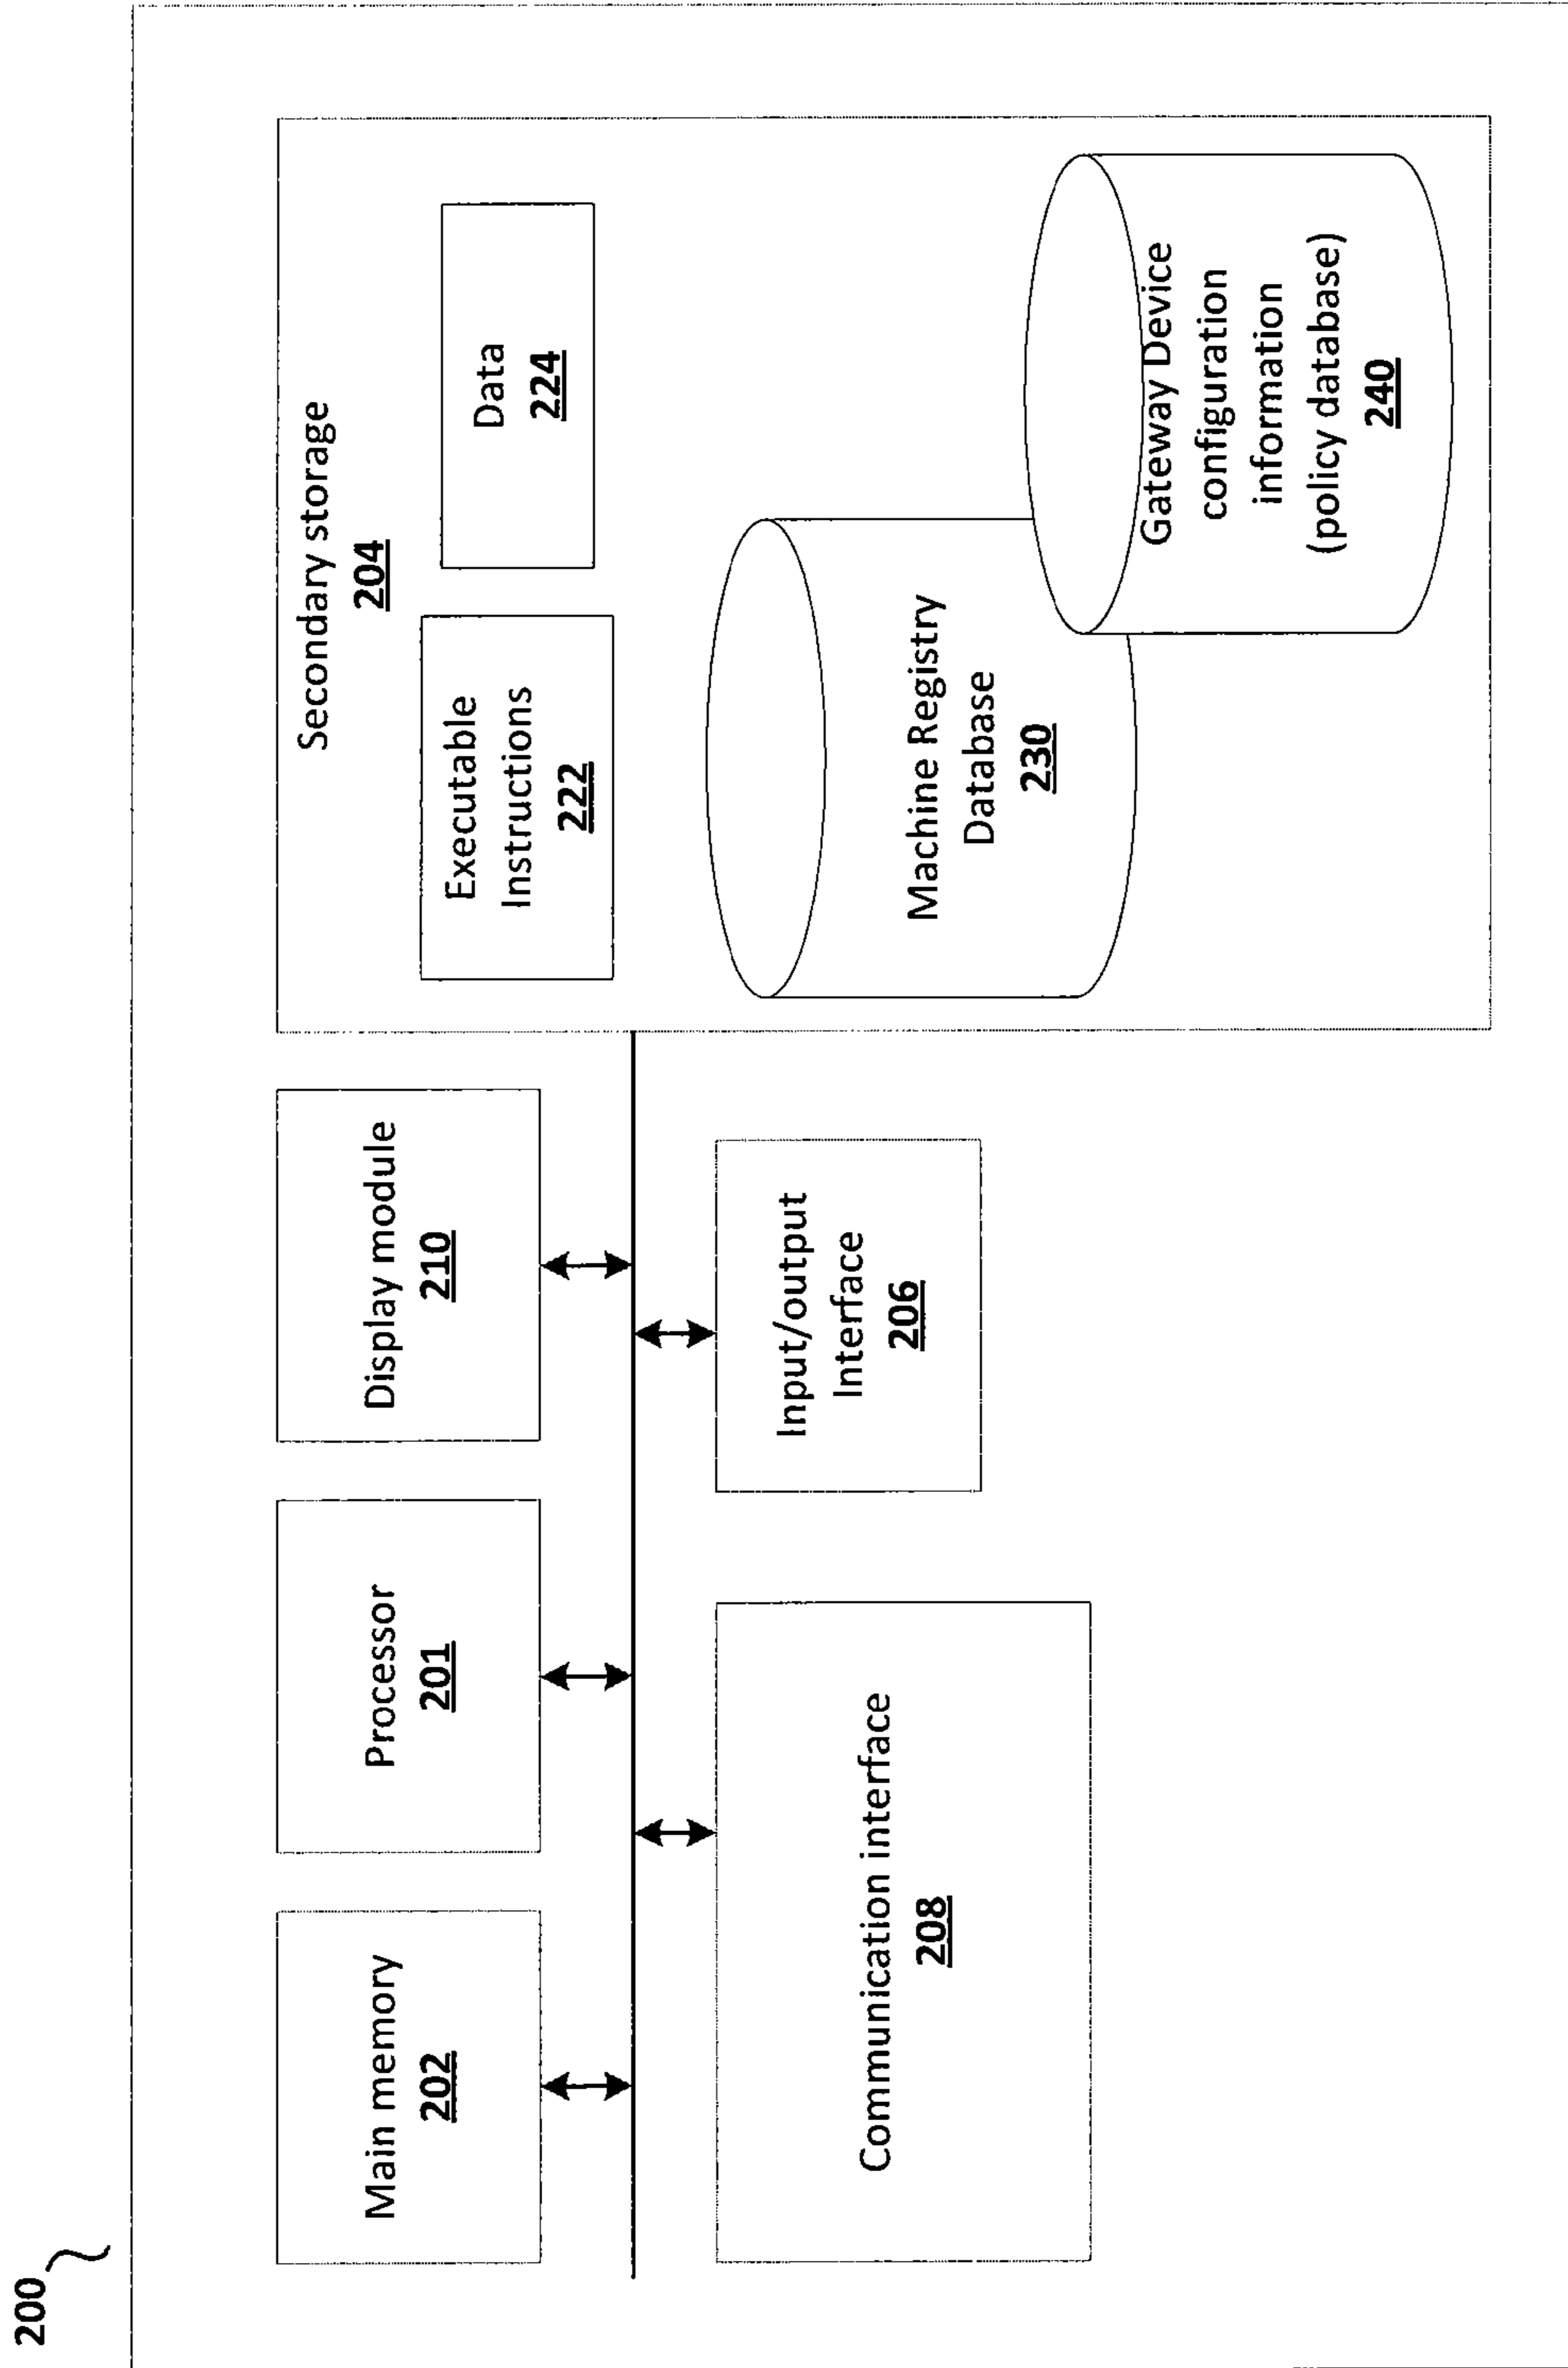 200
Main memory
202
Processor
201
Display module
210
Secondary storage
204
Executable
Instructions
222
Data
224
Communication interface
208
Input/output
Interface
206
Machine Registry
Database
230
Gateway Device
configuration
information
(policy database)
240